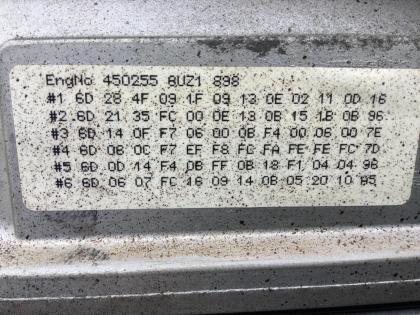 EngNo 450255 8UZ1 898
#1 6D 28 4F 09 1F 09 13 0E 02 11 0D 16
#2 6D 21 35 FC 00 0E 13 0B 15 1B 0B 96
#3 6D 14 0F F7 06 00 0B F4 00 06 00 7E
#4 6D 08 0C F7 EF F8 FC FA FE FE FC 7D
#5 6D 0D 14 F4 0B FF 0B 18 F1 04 04 96
#6 6D 06 07 FC 16 09 14 0B 05 20 10